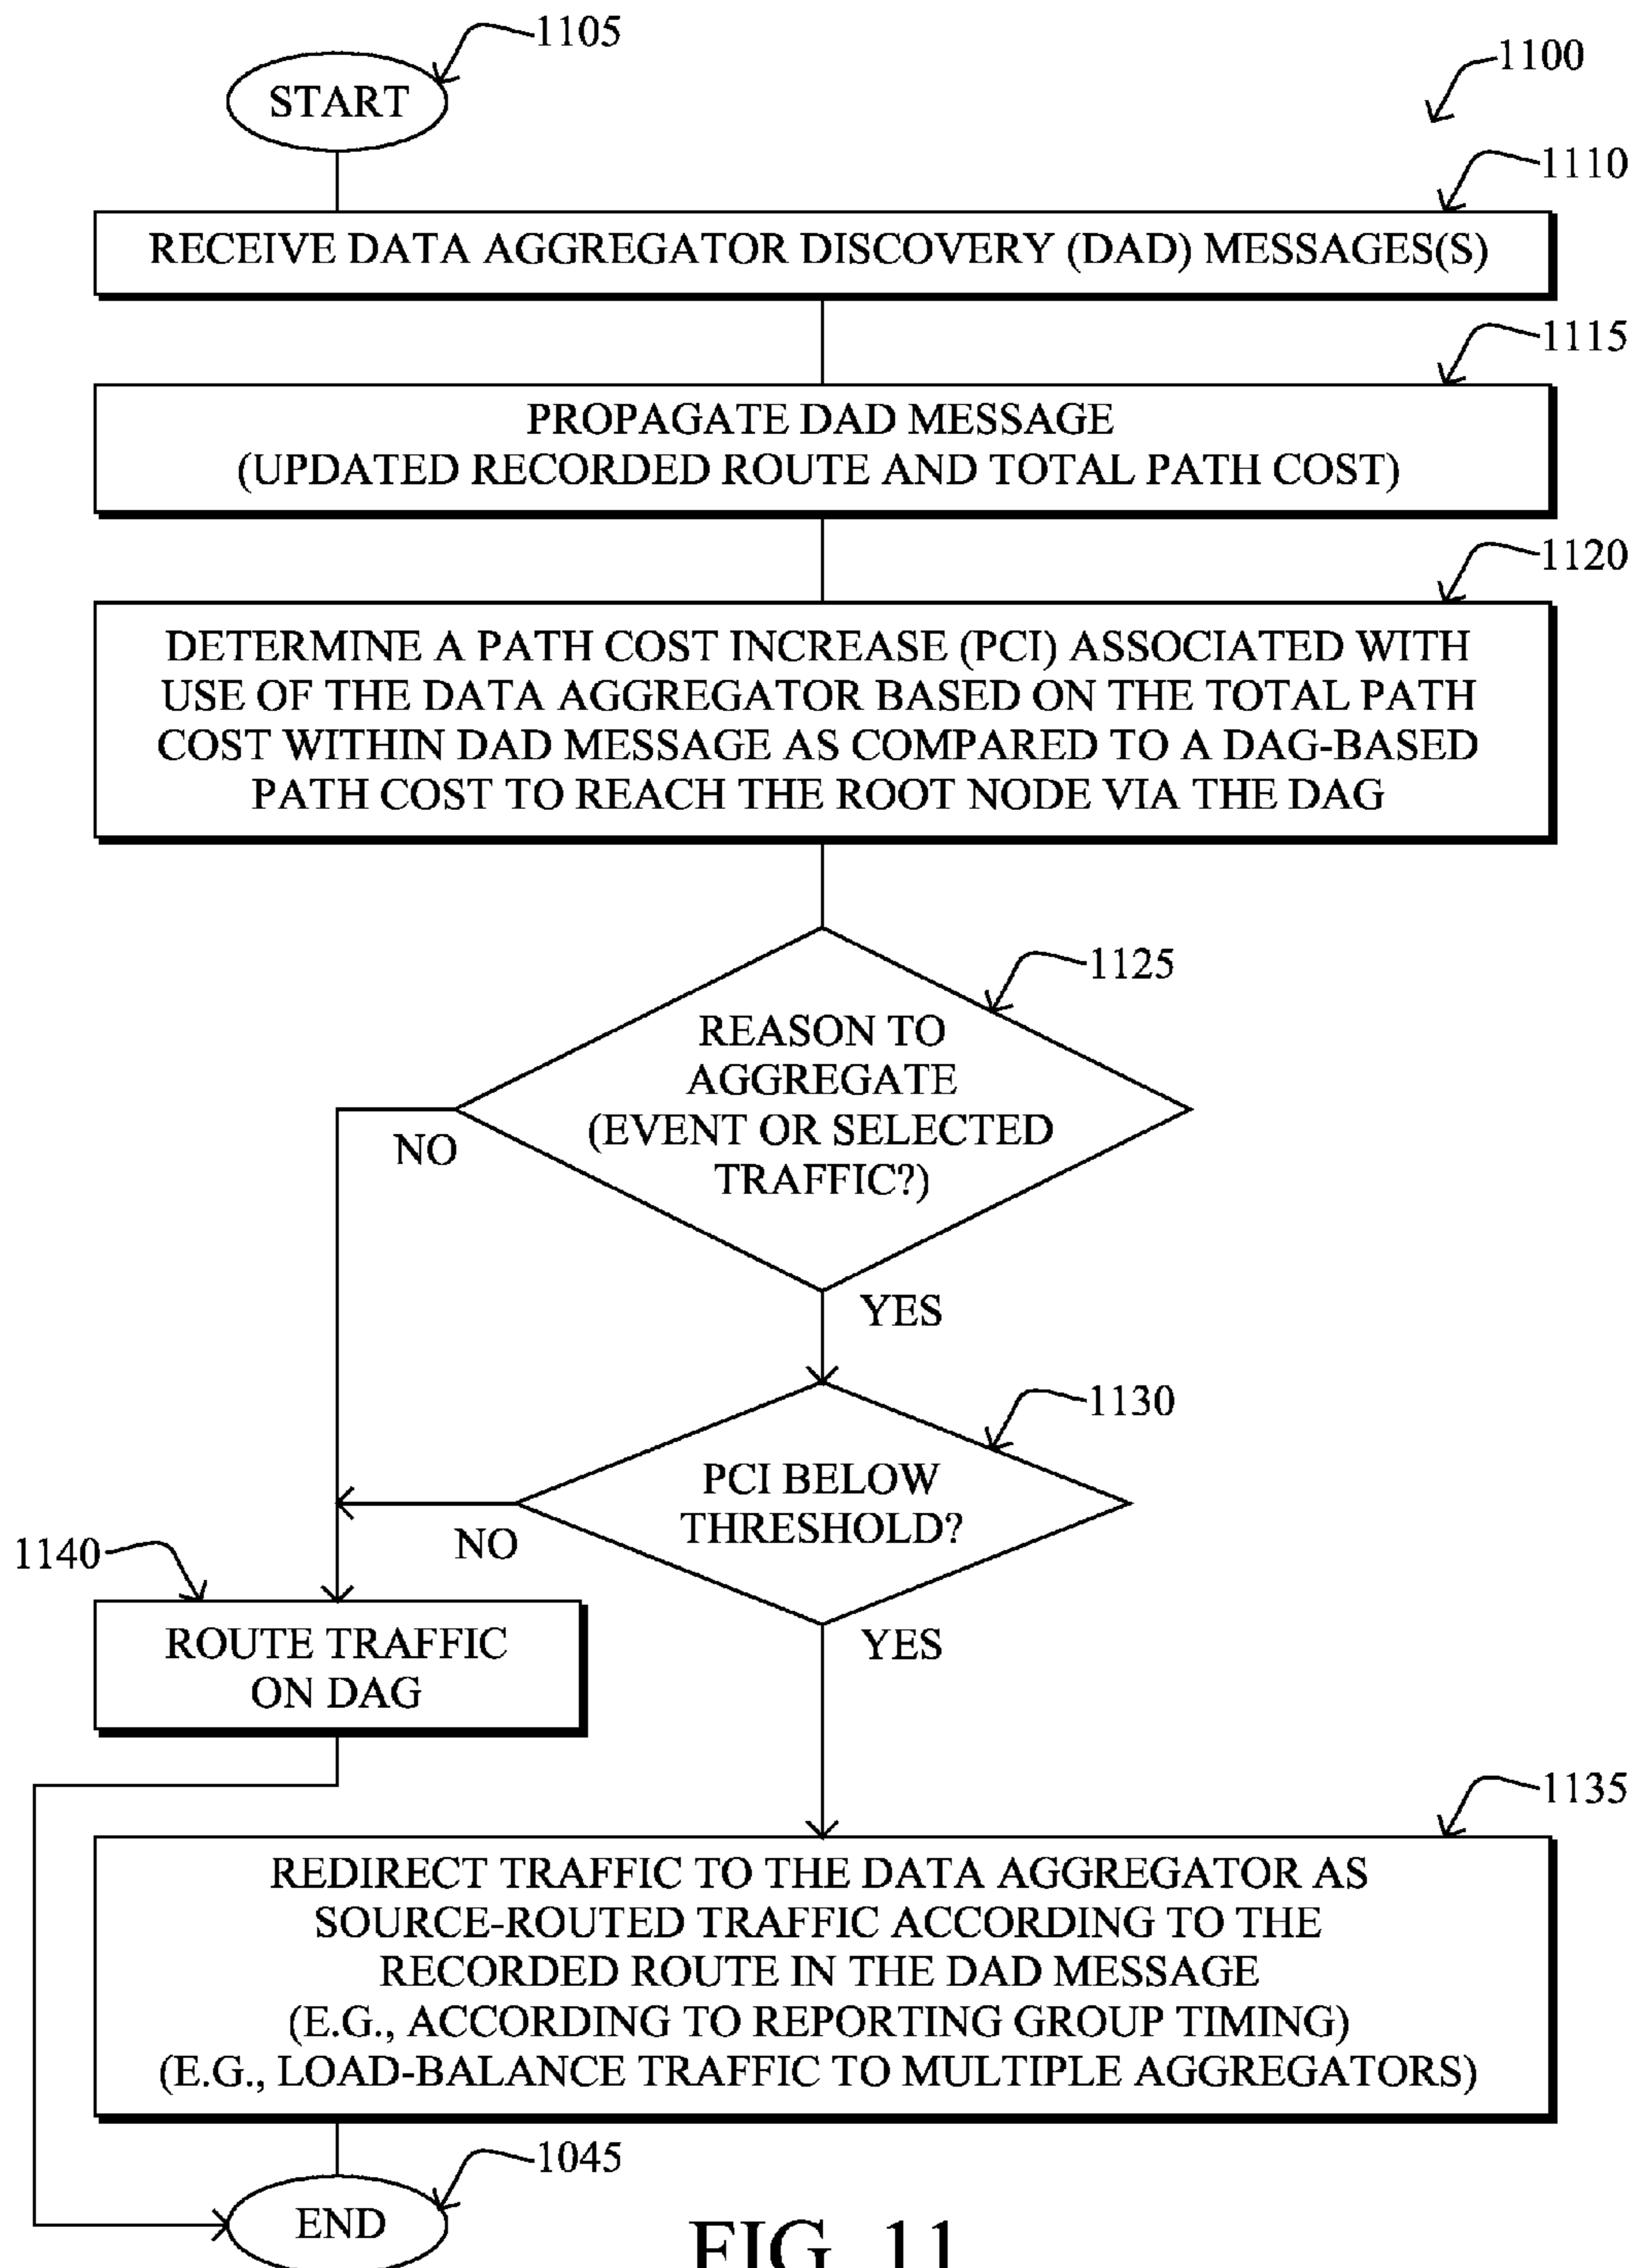 1105
START
1100
1110
RECEIVE DATA AGGREGATOR DISCOVERY (DAD) MESSAGES(S)
1115
PROPAGATE DAD MESSAGE
(UPDATED RECORDED ROUTE AND TOTAL PATH COST)
1120
DETERMINE A PATH COST INCREASE (PCI) ASSOCIATED WITH
USE OF THE DATA AGGREGATOR BASED ON THE TOTAL PATH
COST WITHIN DAD MESSAGE AS COMPARED TO A DAG-BASED
PATH COST TO REACH THE ROOT NODE VIA THE DAG
1125
REASON TO
AGGREGATE
(EVENT OR SELECTED
TRAFFIC?)
NO
YES
1130
PCI BELOW
THRESHOLD?
NO
YES
1140
ROUTE TRAFFIC
ON DAG
1135
REDIRECT TRAFFIC TO THE DATA AGGREGATOR AS
SOURCE-ROUTED TRAFFIC ACCORDING TO THE
RECORDED ROUTE IN THE DAD MESSAGE
(E.G., ACCORDING TO REPORTING GROUP TIMING)
(E.G., LOAD-BALANCE TRAFFIC TO MULTIPLE AGGREGATORS)
1045
END
FIG. 11